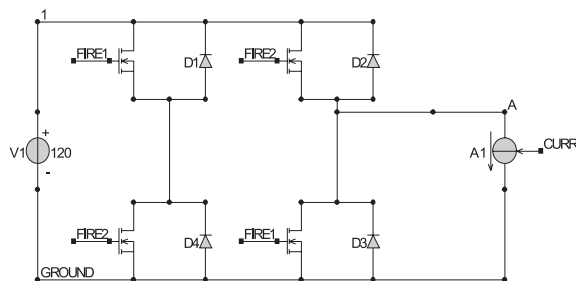 1
FIRE1
D1
FIRE2
D2
A
V1
+
120
-
A1
CURR
FIRE2
D4
FIRE1
D3
GROUND